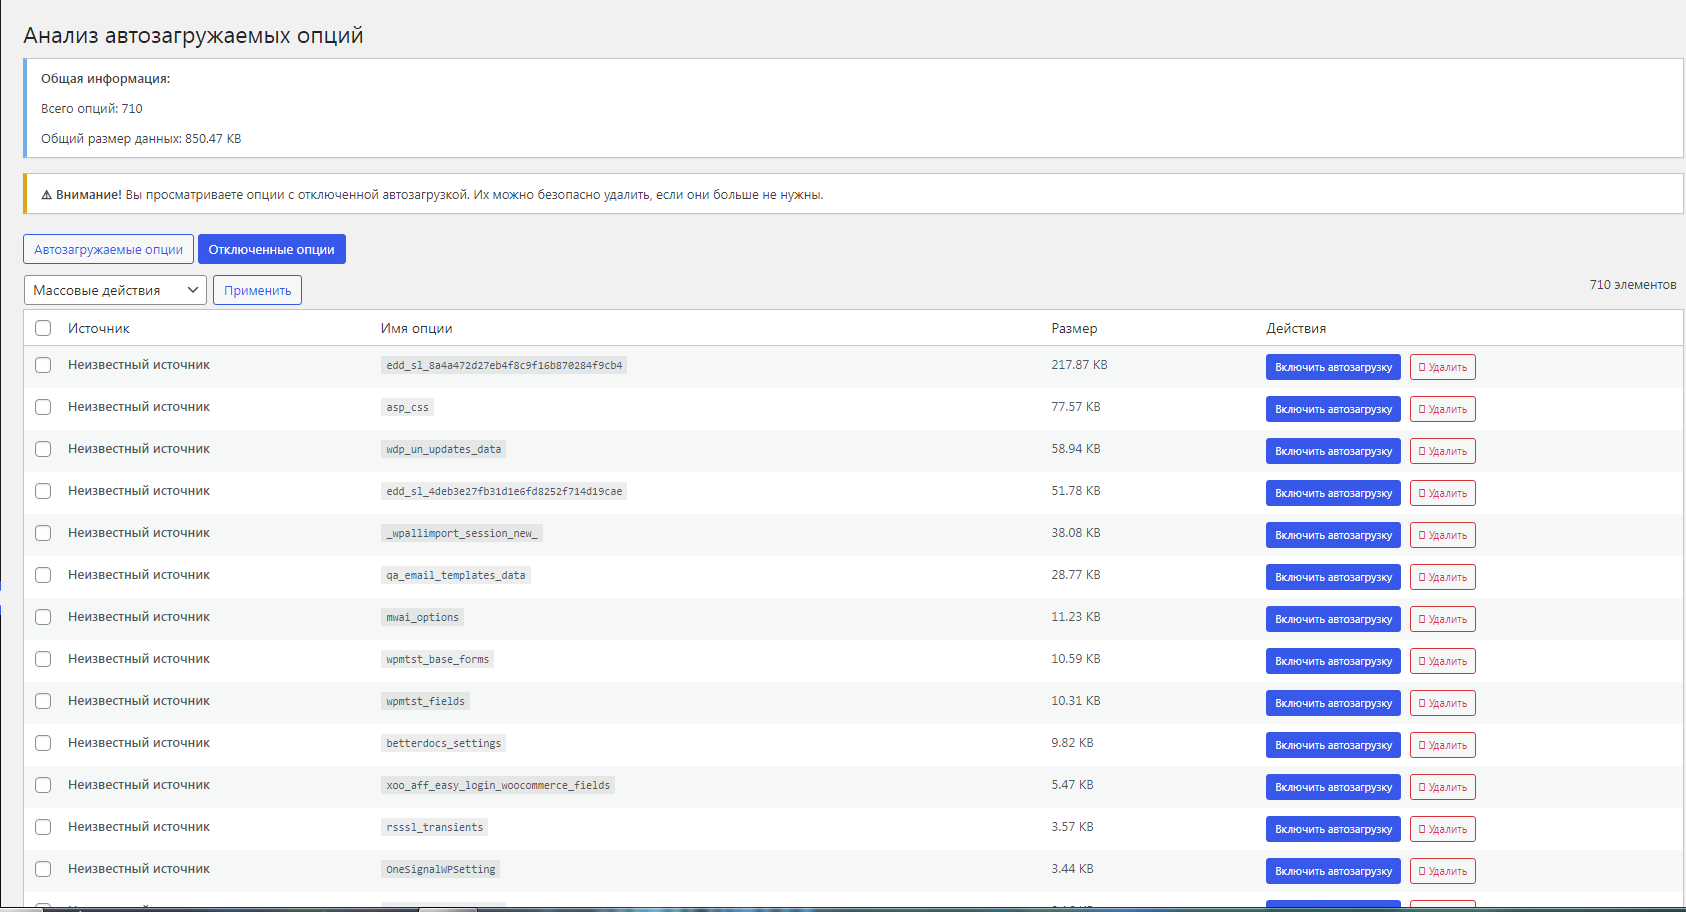 Анализ автозагружаемых опций
Общая информация:
Всего опций: 710
Общий размер данных: 850.47 KB
⚠ Внимание! Вы просматриваете опции с отключенной автозагрузкой. Их можно безопасно удалить, если они больше не нужны.
Автозагружаемые опции Отключенные опции
Массовые действия Применить 710 элементов
Источник Имя опции Размер Действия
Неизвестный источник edd_sl_8a4a472d27eb4f8c9f16b870284f9cb4 217.87 KB Включить автозагрузку Удалить
Неизвестный источник asp_css 77.57 KB Включить автозагрузку Удалить
Неизвестный источник wdp_un_updates_data 58.94 KB Включить автозагрузку Удалить
Неизвестный источник edd_sl_4deb3e27fb31d1e6fd8252f714d19cae 51.78 KB Включить автозагрузку Удалить
Неизвестный источник _wpallimport_session_new_ 38.08 KB Включить автозагрузку Удалить
Неизвестный источник qa_email_templates_data 28.77 KB Включить автозагрузку Удалить
Неизвестный источник mwai_options 11.23 KB Включить автозагрузку Удалить
Неизвестный источник wpmtst_base_forms 10.59 KB Включить автозагрузку Удалить
Неизвестный источник wpmtst_fields 10.31 KB Включить автозагрузку Удалить
Неизвестный источник betterdocs_settings 9.82 KB Включить автозагрузку Удалить
Неизвестный источник xoo_aff_easy_login_woocommerce_fields 5.47 KB Включить автозагрузку Удалить
Неизвестный источник rsssl_transients 3.57 KB Включить автозагрузку Удалить
Неизвестный источник OneSignalWPSetting 3.44 KB Включить автозагрузку Удалить